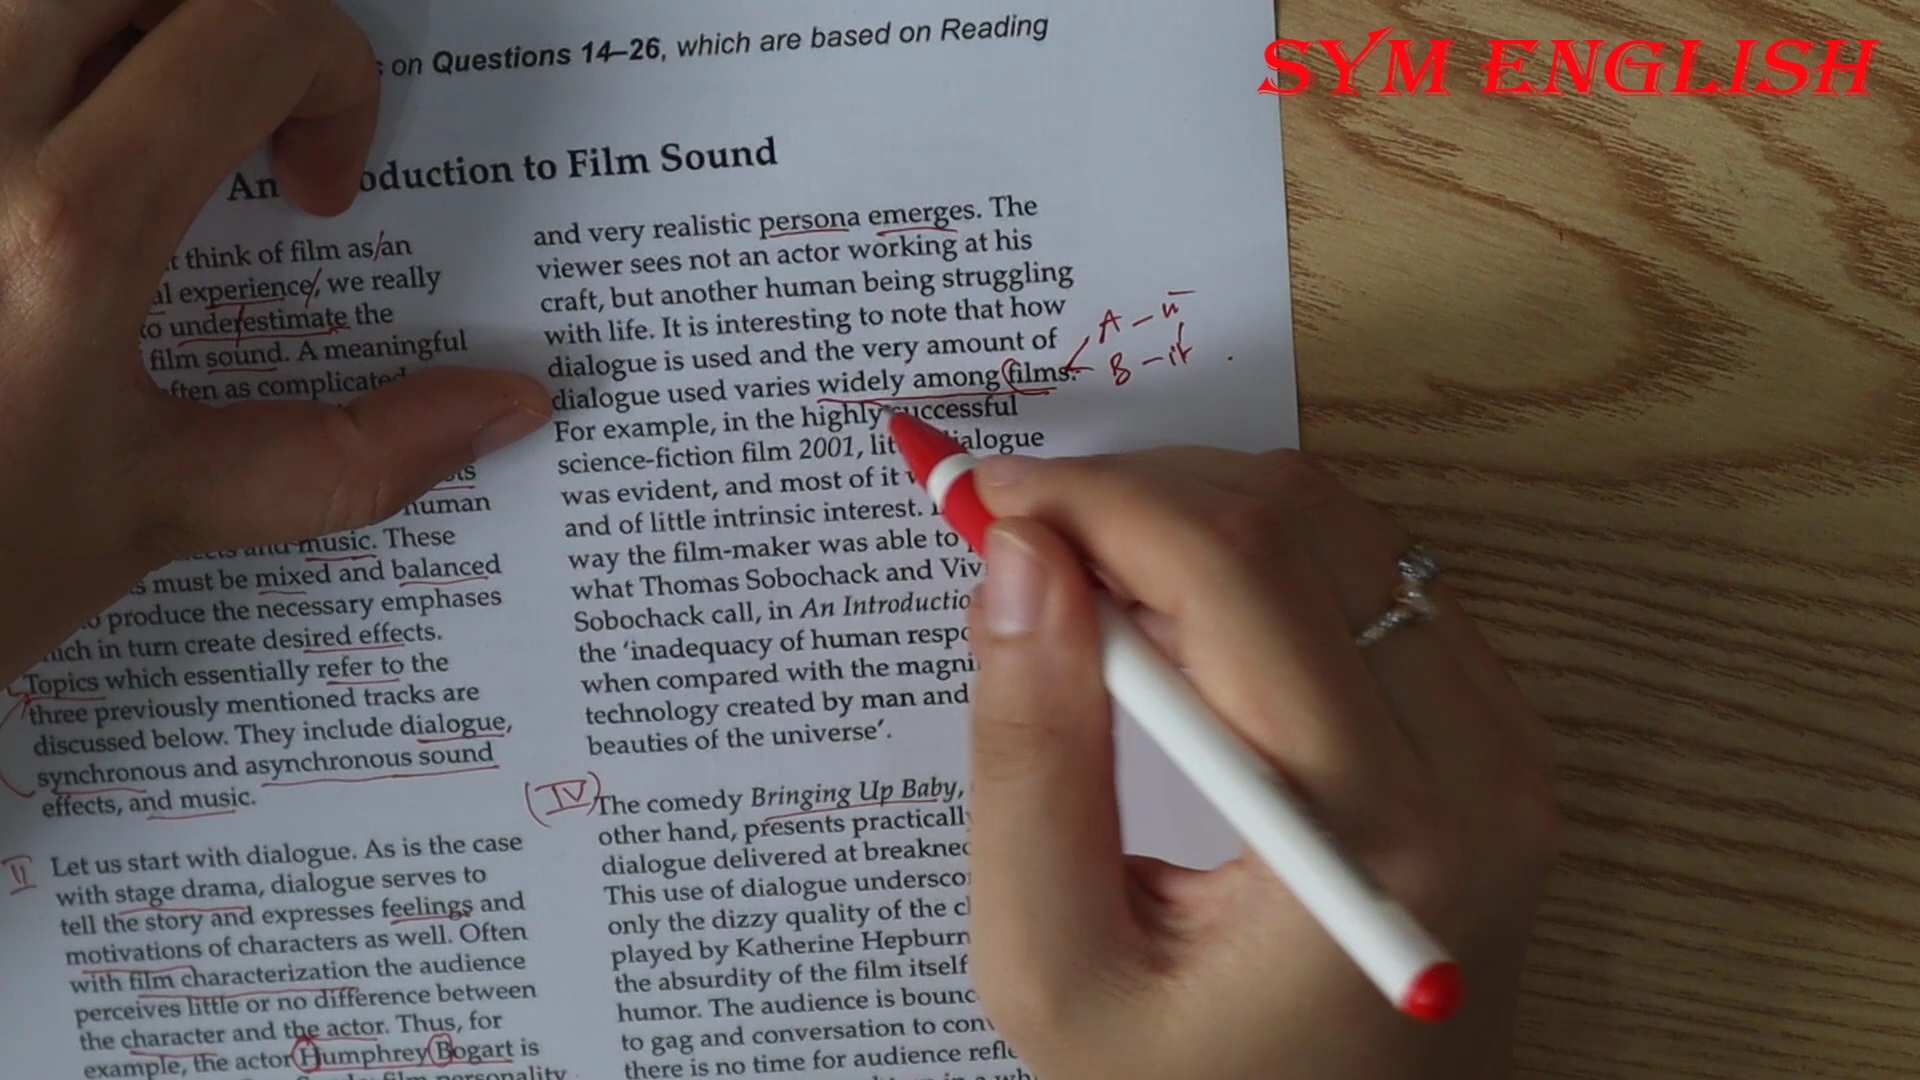 on Questions 14–26, which are based on Reading
SYM ENGLISH
An oduction to Film Sound
t think of film as an
al experience, we really
to underestimate the
film sound. A meaningful
often as complicated
human
music. These
must be mixed and balanced
produce the necessary emphases
which in turn create desired effects.
Topics which essentially refer to the
three previously mentioned tracks are
discussed below. They include dialogue,
synchronous and asynchronous sound
effects, and music.
II
Let us start with dialogue. As is the case
with stage drama, dialogue serves to
tell the story and expresses feelings and
motivations of characters as well. Often
with film characterization the audience
perceives little or no difference between
the character and the actor. Thus, for
example, the actor Humphrey Bogart is
film personality
and very realistic persona emerges. The
viewer sees not an actor working at his
craft, but another human being struggling
with life. It is interesting to note that how
dialogue is used and the very amount of
dialogue used varies widely among films.
A –
B – ít
For example, in the highly successful
science-fiction film 2001, little dialogue
was evident, and most of it
and of little intrinsic interest.
way the film-maker was able to
what Thomas Sobochack and Viv
Sobochack call, in An Introductio
the ‘inadequacy of human respo
when compared with the magni
technology created by man and
beauties of the universe’.
(IV)
The comedy Bringing Up Baby,
other hand, presents practically
dialogue delivered at breaknec
This use of dialogue undersco
only the dizzy quality of the c
played by Katherine Hepburn
the absurdity of the film itself
humor. The audience is bounc
to gag and conversation to conv
there is no time for audience refle